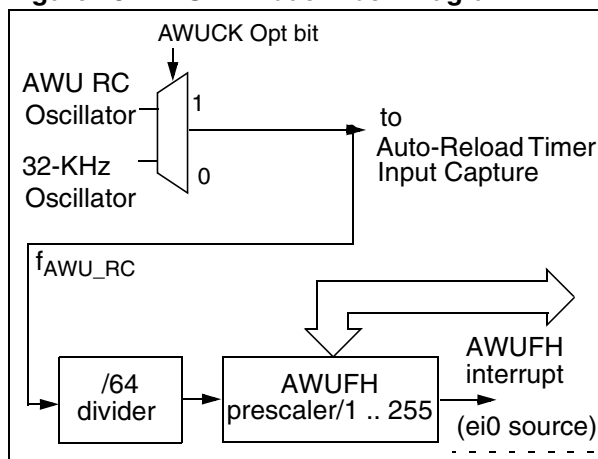 AWUCK Opt bit
AWU RC
Oscillator
1
to
Auto-Reload Timer
Input Capture
32-KHz
Oscillator
0
fAWU_RC
/64
divider
AWUFH
prescaler/1 .. 255
AWUFH
interrupt
(ei0 source)